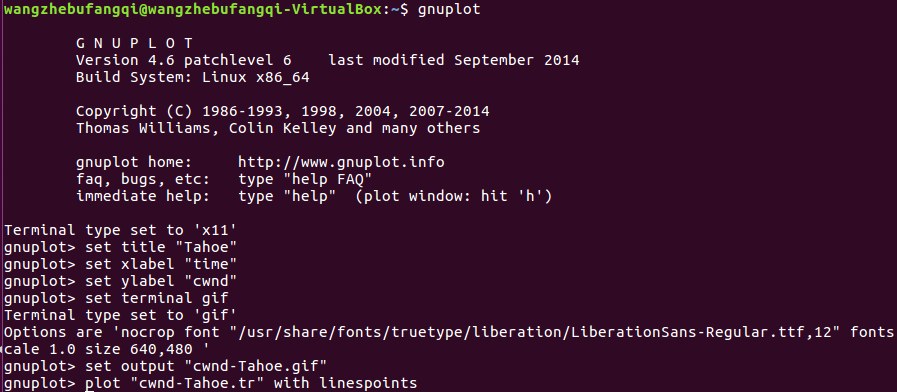 wangzhebufangqi@wangzhebufangqi-VirtualBox:~$ gnuplot
G N U P L O T
Version 4.6 patchlevel 6    last modified September 2014
Build System: Linux x86_64
Copyright (C) 1986-1993, 1998, 2004, 2007-2014
Thomas Williams, Colin Kelley and many others
gnuplot home:     http://www.gnuplot.info
faq, bugs, etc:   type "help FAQ"
immediate help:   type "help"  (plot window: hit 'h')
Terminal type set to 'x11'
gnuplot> set title "Tahoe"
gnuplot> set xlabel "time"
gnuplot> set ylabel "cwnd"
gnuplot> set terminal gif
Terminal type set to 'gif'
Options are 'nocrop font "/usr/share/fonts/truetype/liberation/LiberationSans-Regular.ttf,12" fonts
cale 1.0 size 640,480 '
gnuplot> set output "cwnd-Tahoe.gif"
gnuplot> plot "cwnd-Tahoe.tr" with linespoints